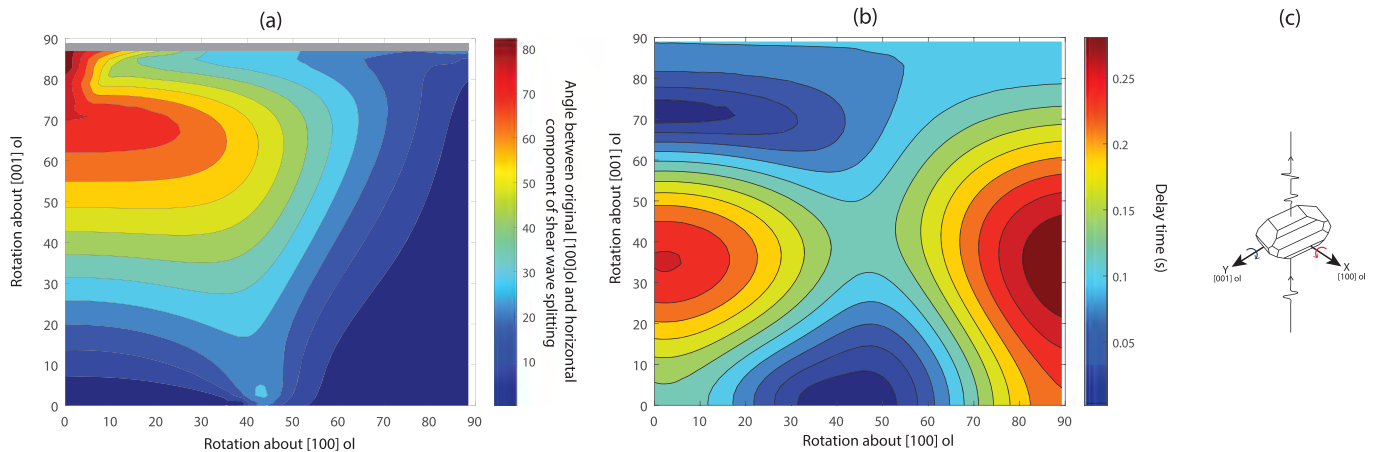 (a)
90
80
70
60
50
40
30
20
10
0
Rotation about [001] ol
0 10 20 30 40 50 60 70 80 90
Rotation about [100] ol
80
70
60
50
40
30
20
10
Angle between original [100]ol and horizontal
component of shear wave splitting
(b)
90
80
70
60
50
40
30
20
10
0
Rotation about [001] ol
0 10 20 30 40 50 60 70 80 90
Rotation about [100] ol
0.25
0.2
0.15
0.1
0.05
Delay time (s)
(c)
Y
[001] ol
X
[100] ol